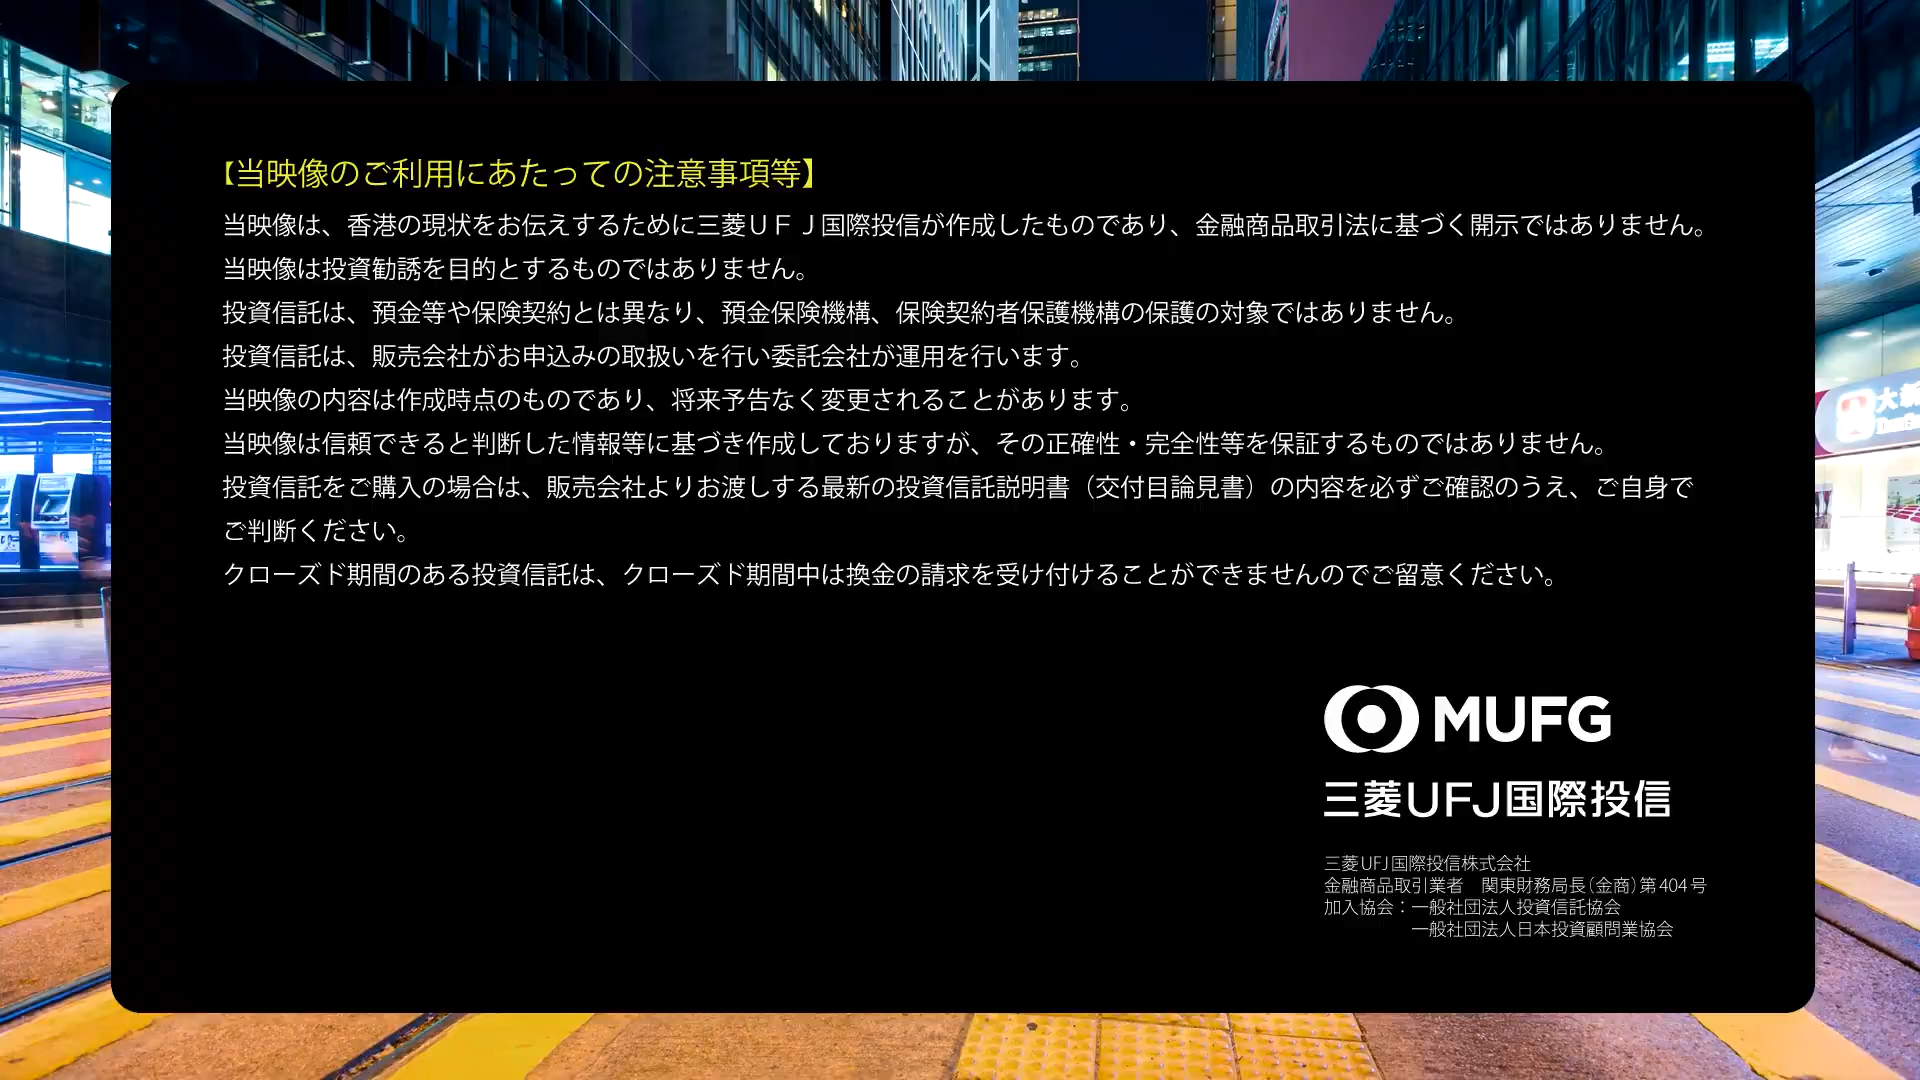 【当映像のご利用にあたっての注意事項等】
当映像は、香港の現状をお伝えするために三菱ＵＦＪ国際投信が作成したものであり、金融商品取引法に基づく開示ではありません。
当映像は投資勧誘を目的とするものではありません。
投資信託は、預金等や保険契約とは異なり、預金保険機構、保険契約者保護機構の保護の対象ではありません。
投資信託は、販売会社がお申込みの取扱いを行い委託会社が運用を行います。
当映像の内容は作成時点のものであり、将来予告なく変更されることがあります。
当映像は信頼できると判断した情報等に基づき作成しておりますが、その正確性・完全性等を保証するものではありません。
投資信託をご購入の場合は、販売会社よりお渡しする最新の投資信託説明書（交付目論見書）の内容を必ずご確認のうえ、ご自身で
ご判断ください。
クローズド期間のある投資信託は、クローズド期間中は換金の請求を受け付けることができませんのでご留意ください。
MUFG
三菱UFJ国際投信
三菱UFJ国際投信株式会社
金融商品取引業者　関東財務局長（金商）第404号
加入協会：一般社団法人投資信託協会
一般社団法人日本投資顧問業協会